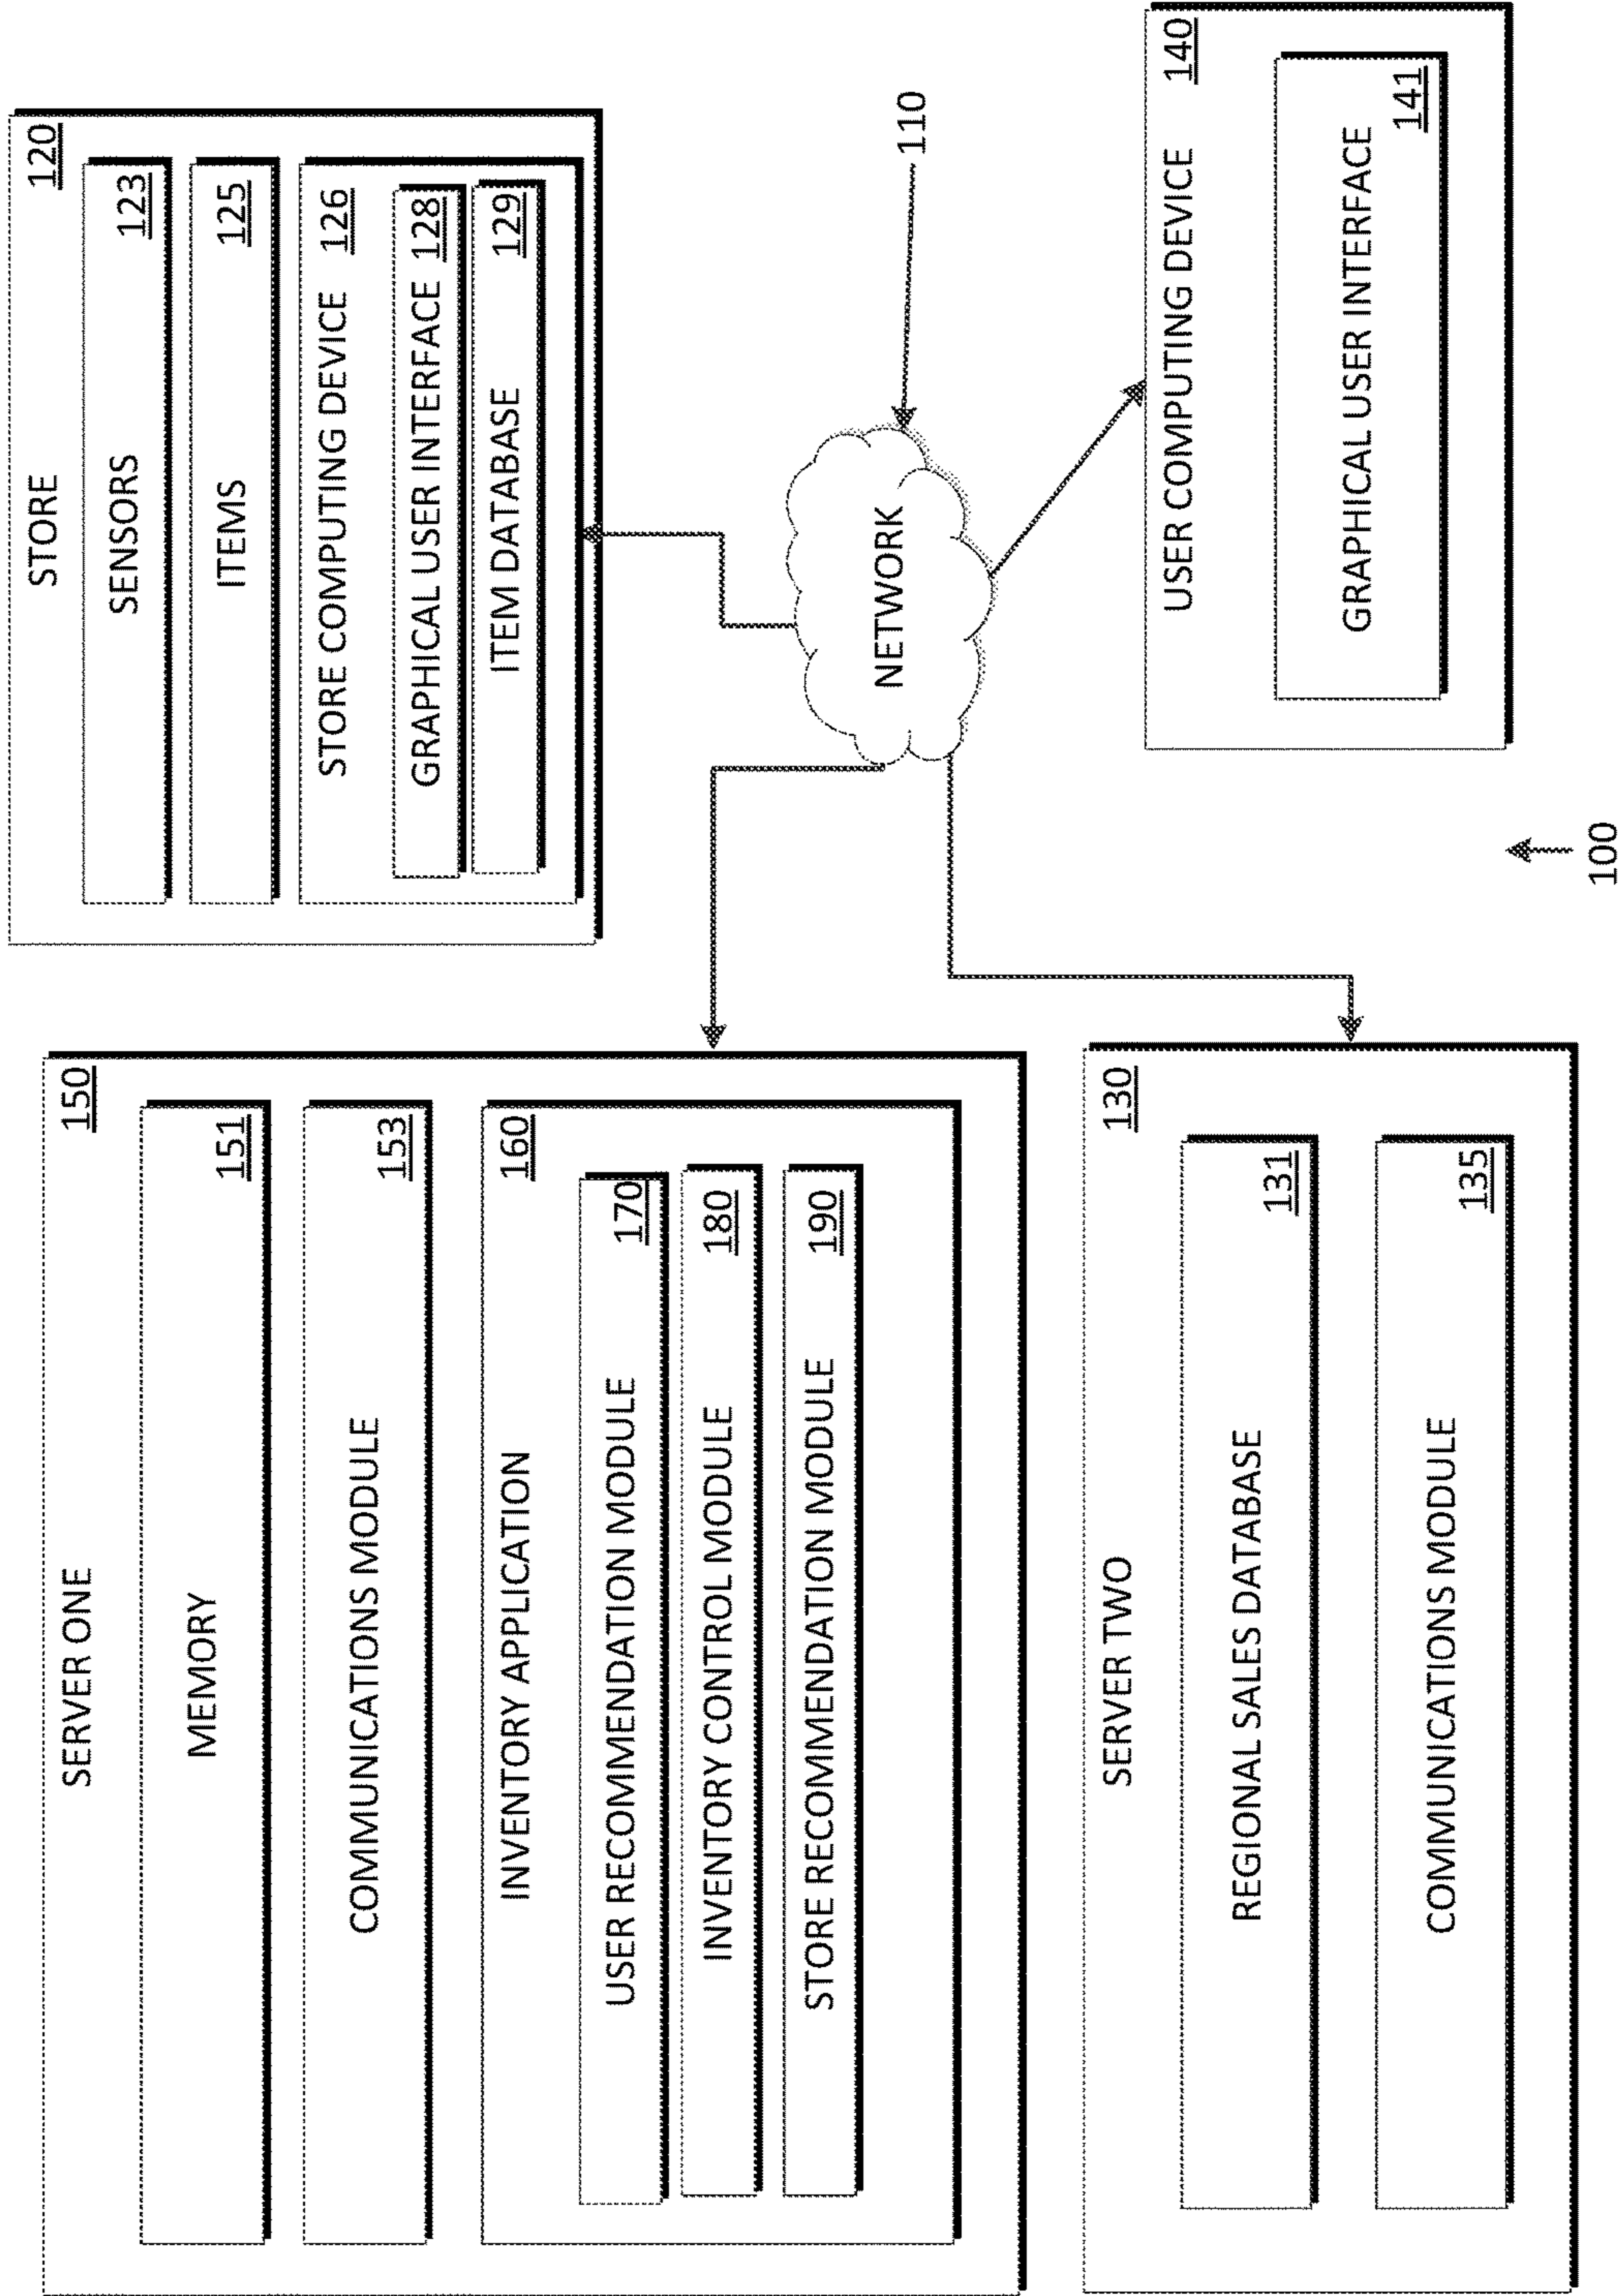 SERVER ONE
150
MEMORY
151
COMMUNICATIONS MODULE
153
INVENTORY APPLICATION
160
USER RECOMMENDATION MODULE
170
INVENTORY CONTROL MODULE
180
STORE RECOMMENDATION MODULE
190
STORE
120
SENSORS
123
ITEMS
125
STORE COMPUTING DEVICE
126
GRAPHICAL USER INTERFACE
128
ITEM DATABASE
129
NETWORK
110
SERVER TWO
130
REGIONAL SALES DATABASE
131
COMMUNICATIONS MODULE
135
USER COMPUTING DEVICE
140
GRAPHICAL USER INTERFACE
141
100